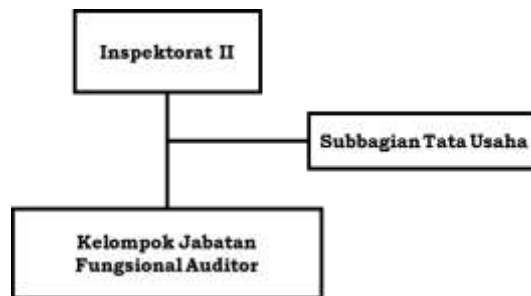 Inspektorat II
Subbagian Tata Usaha
Kelompok Jabatan
Fungsional Auditor